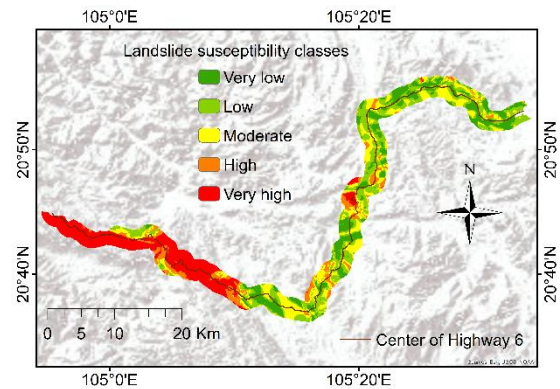 105°0'E
105°20'E
Landslide susceptibility classes
Very low
Low
Moderate
High
Very high
20°50'N
20°50'N
N
20°40'N
20°40'N
0
10
20 Km
Center of Highway 6
105°0'E
105°20'E